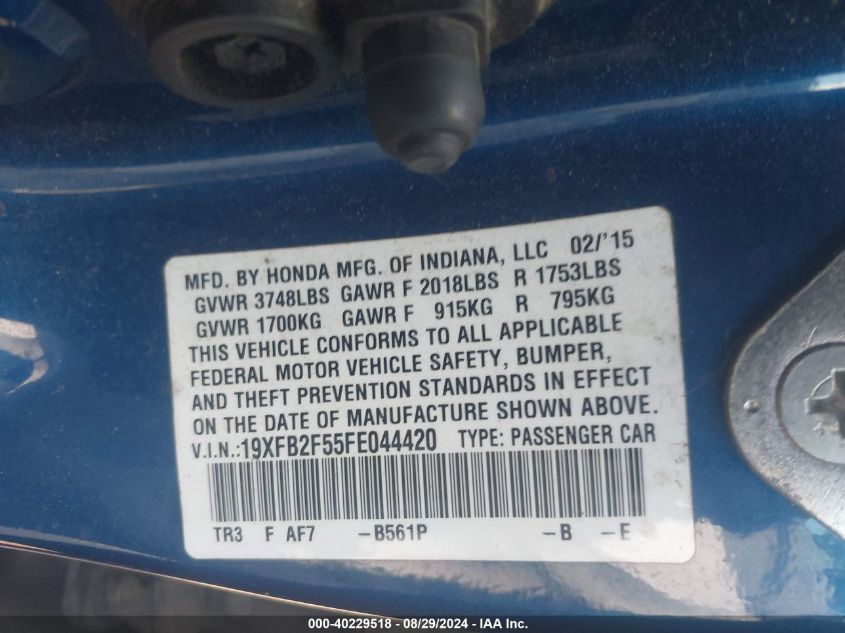 MFD. BY HONDA MFG. OF INDIANA, LLC 02/'15
GVWR 3748LBS GAWR F 2018LBS R 1753LBS
GVWR 1700KG GAWR F 915KG R 795KG
THIS VEHICLE CONFORMS TO ALL APPLICABLE
FEDERAL MOTOR VEHICLE SAFETY, BUMPER,
AND THEFT PREVENTION STANDARDS IN EFFECT
ON THE DATE OF MANUFACTURE SHOWN ABOVE.
V.I.N.:19XFB2F55FE044420 TYPE: PASSENGER CAR
TR3 F AF7 -B561P -B -E
000-40229518 - 08/29/2024 - IAA Inc.